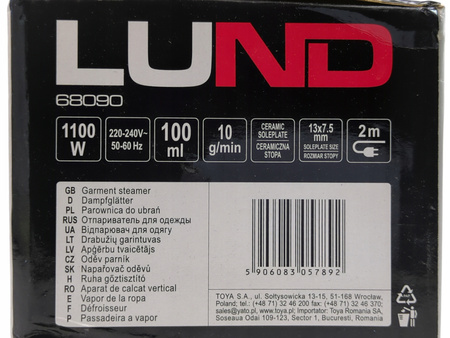 LUND
68090
1100 W
220-240V~ 50-60 Hz
100 ml
10 g/min
CERAMIC SOLEPLATE
CERAMICZNA STOPA
13x7.5 mm
SOLEPLATE SIZE
ROZMIAR STOPY
2 m
GB Garment steamer
D Dampfglätter
PL Parownica do ubrań
RUS Отпариватель для одежды
UA Відпарювач для одягу
LT Drabužių garintuvas
LV Apģērbu tvaicētājs
CZ Oděv parník
SK Naparovač odevů
H Ruha gőztisztító
RO Aparat de calcat vertical
E Vapor de la ropa
F Défroisseur
P Passadeira a vapor
5 906083 057892
TOYA S.A., ul. Sołtysowicka 13-15, 51-168 Wrocław,
Poland; tel.: (+48 71) 32 46 200 fax: (+48 71) 32 46 370;
sales@yato.pl, www.toya.pl; Importator: Toya Romania SA,
Soseaua Odai 109-123, Sector 1, Bucuresti, Romania